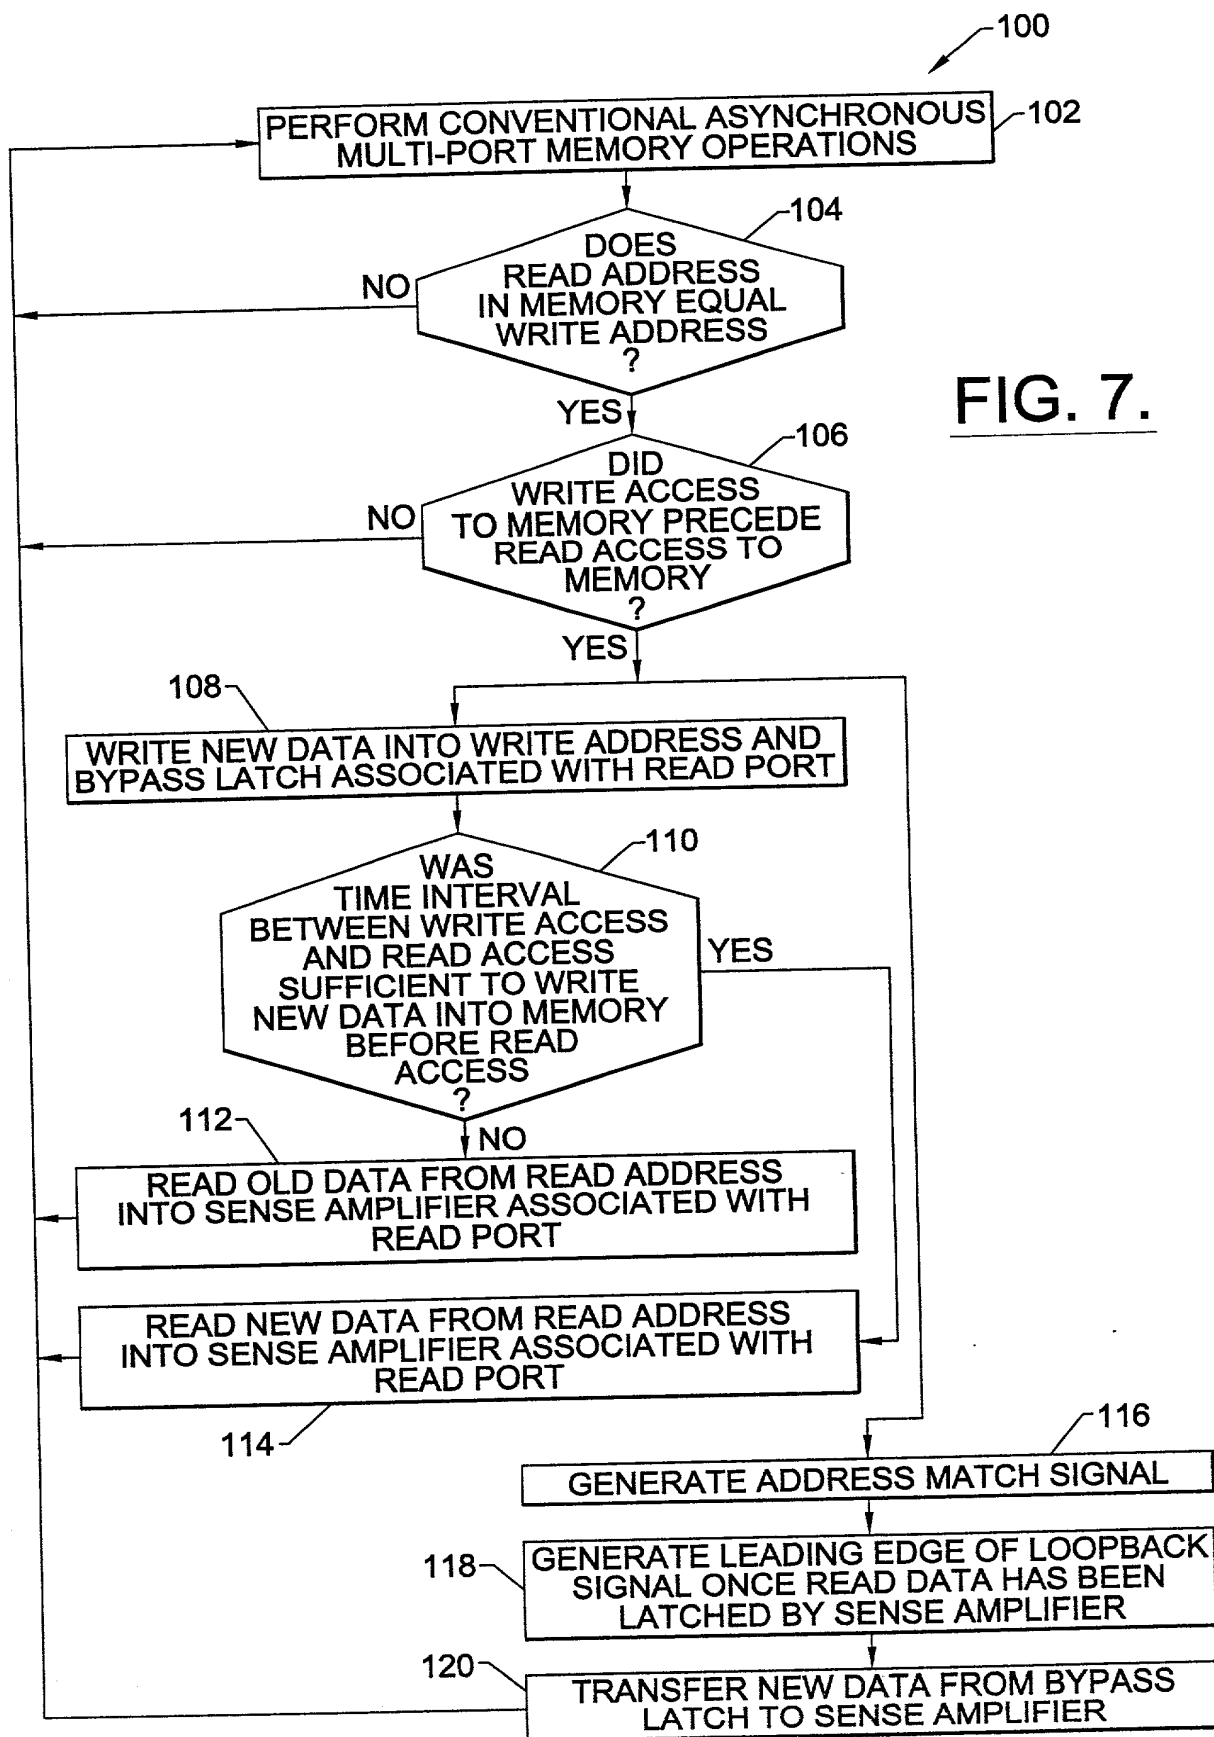 100
PERFORM CONVENTIONAL ASYNCHRONOUS
MULTI-PORT MEMORY OPERATIONS
102
104
DOES
READ ADDRESS
IN MEMORY EQUAL
WRITE ADDRESS
?
NO
YES
FIG. 7.
106
DID
WRITE ACCESS
TO MEMORY PRECEDE
READ ACCESS TO
MEMORY
?
NO
YES
108
WRITE NEW DATA INTO WRITE ADDRESS AND
BYPASS LATCH ASSOCIATED WITH READ PORT
110
WAS
TIME INTERVAL
BETWEEN WRITE ACCESS
AND READ ACCESS
SUFFICIENT TO WRITE
NEW DATA INTO MEMORY
BEFORE READ
ACCESS
?
YES
NO
112
READ OLD DATA FROM READ ADDRESS
INTO SENSE AMPLIFIER ASSOCIATED WITH
READ PORT
READ NEW DATA FROM READ ADDRESS
INTO SENSE AMPLIFIER ASSOCIATED WITH
READ PORT
114
116
GENERATE ADDRESS MATCH SIGNAL
118
GENERATE LEADING EDGE OF LOOPBACK
SIGNAL ONCE READ DATA HAS BEEN
LATCHED BY SENSE AMPLIFIER
120
TRANSFER NEW DATA FROM BYPASS
LATCH TO SENSE AMPLIFIER